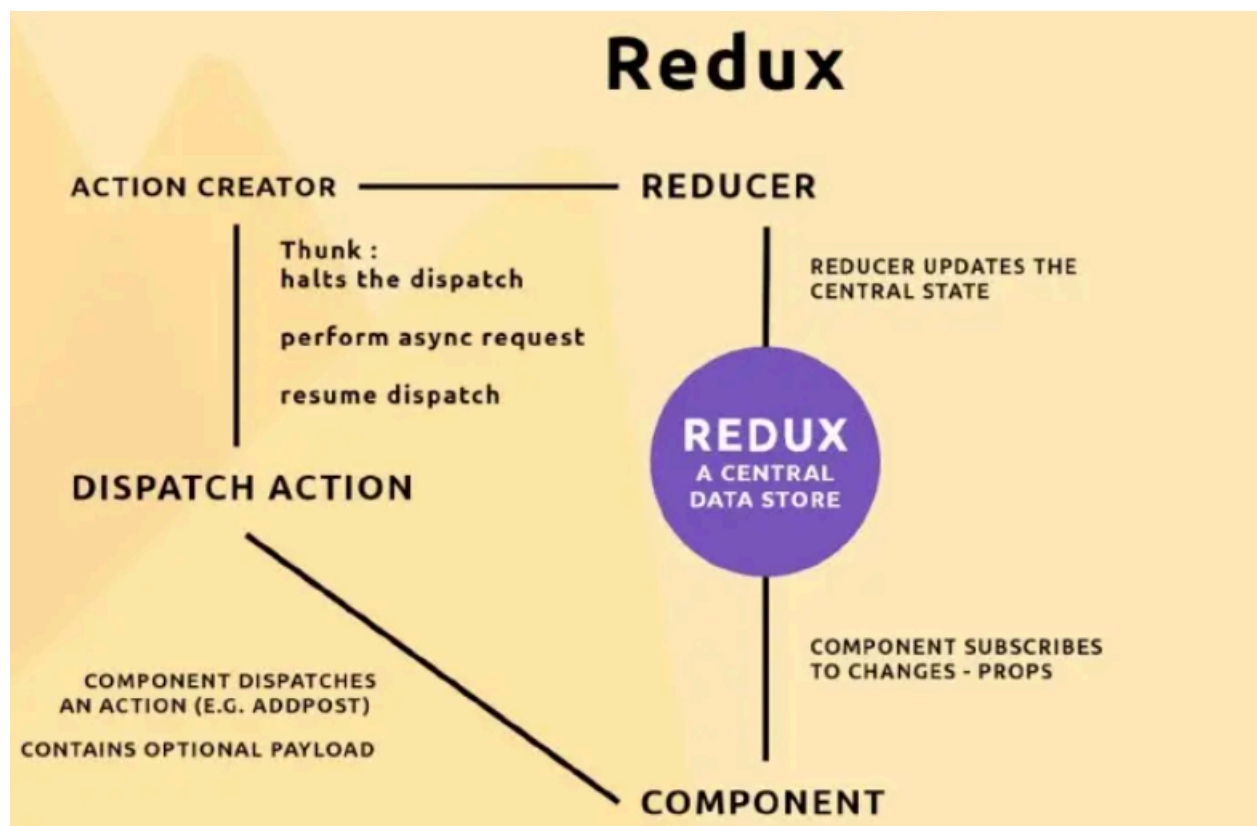 Redux
ACTION CREATOR
REDUCER
Thunk :
halts the dispatch
perform async request
resume dispatch
REDUCER UPDATES THE
CENTRAL STATE
REDUX
A CENTRAL
DATA STORE
DISPATCH ACTION
COMPONENT DISPATCHES
AN ACTION (E.G. ADDPOST)
CONTAINS OPTIONAL PAYLOAD
COMPONENT SUBSCRIBES
TO CHANGES - PROPS
COMPONENT